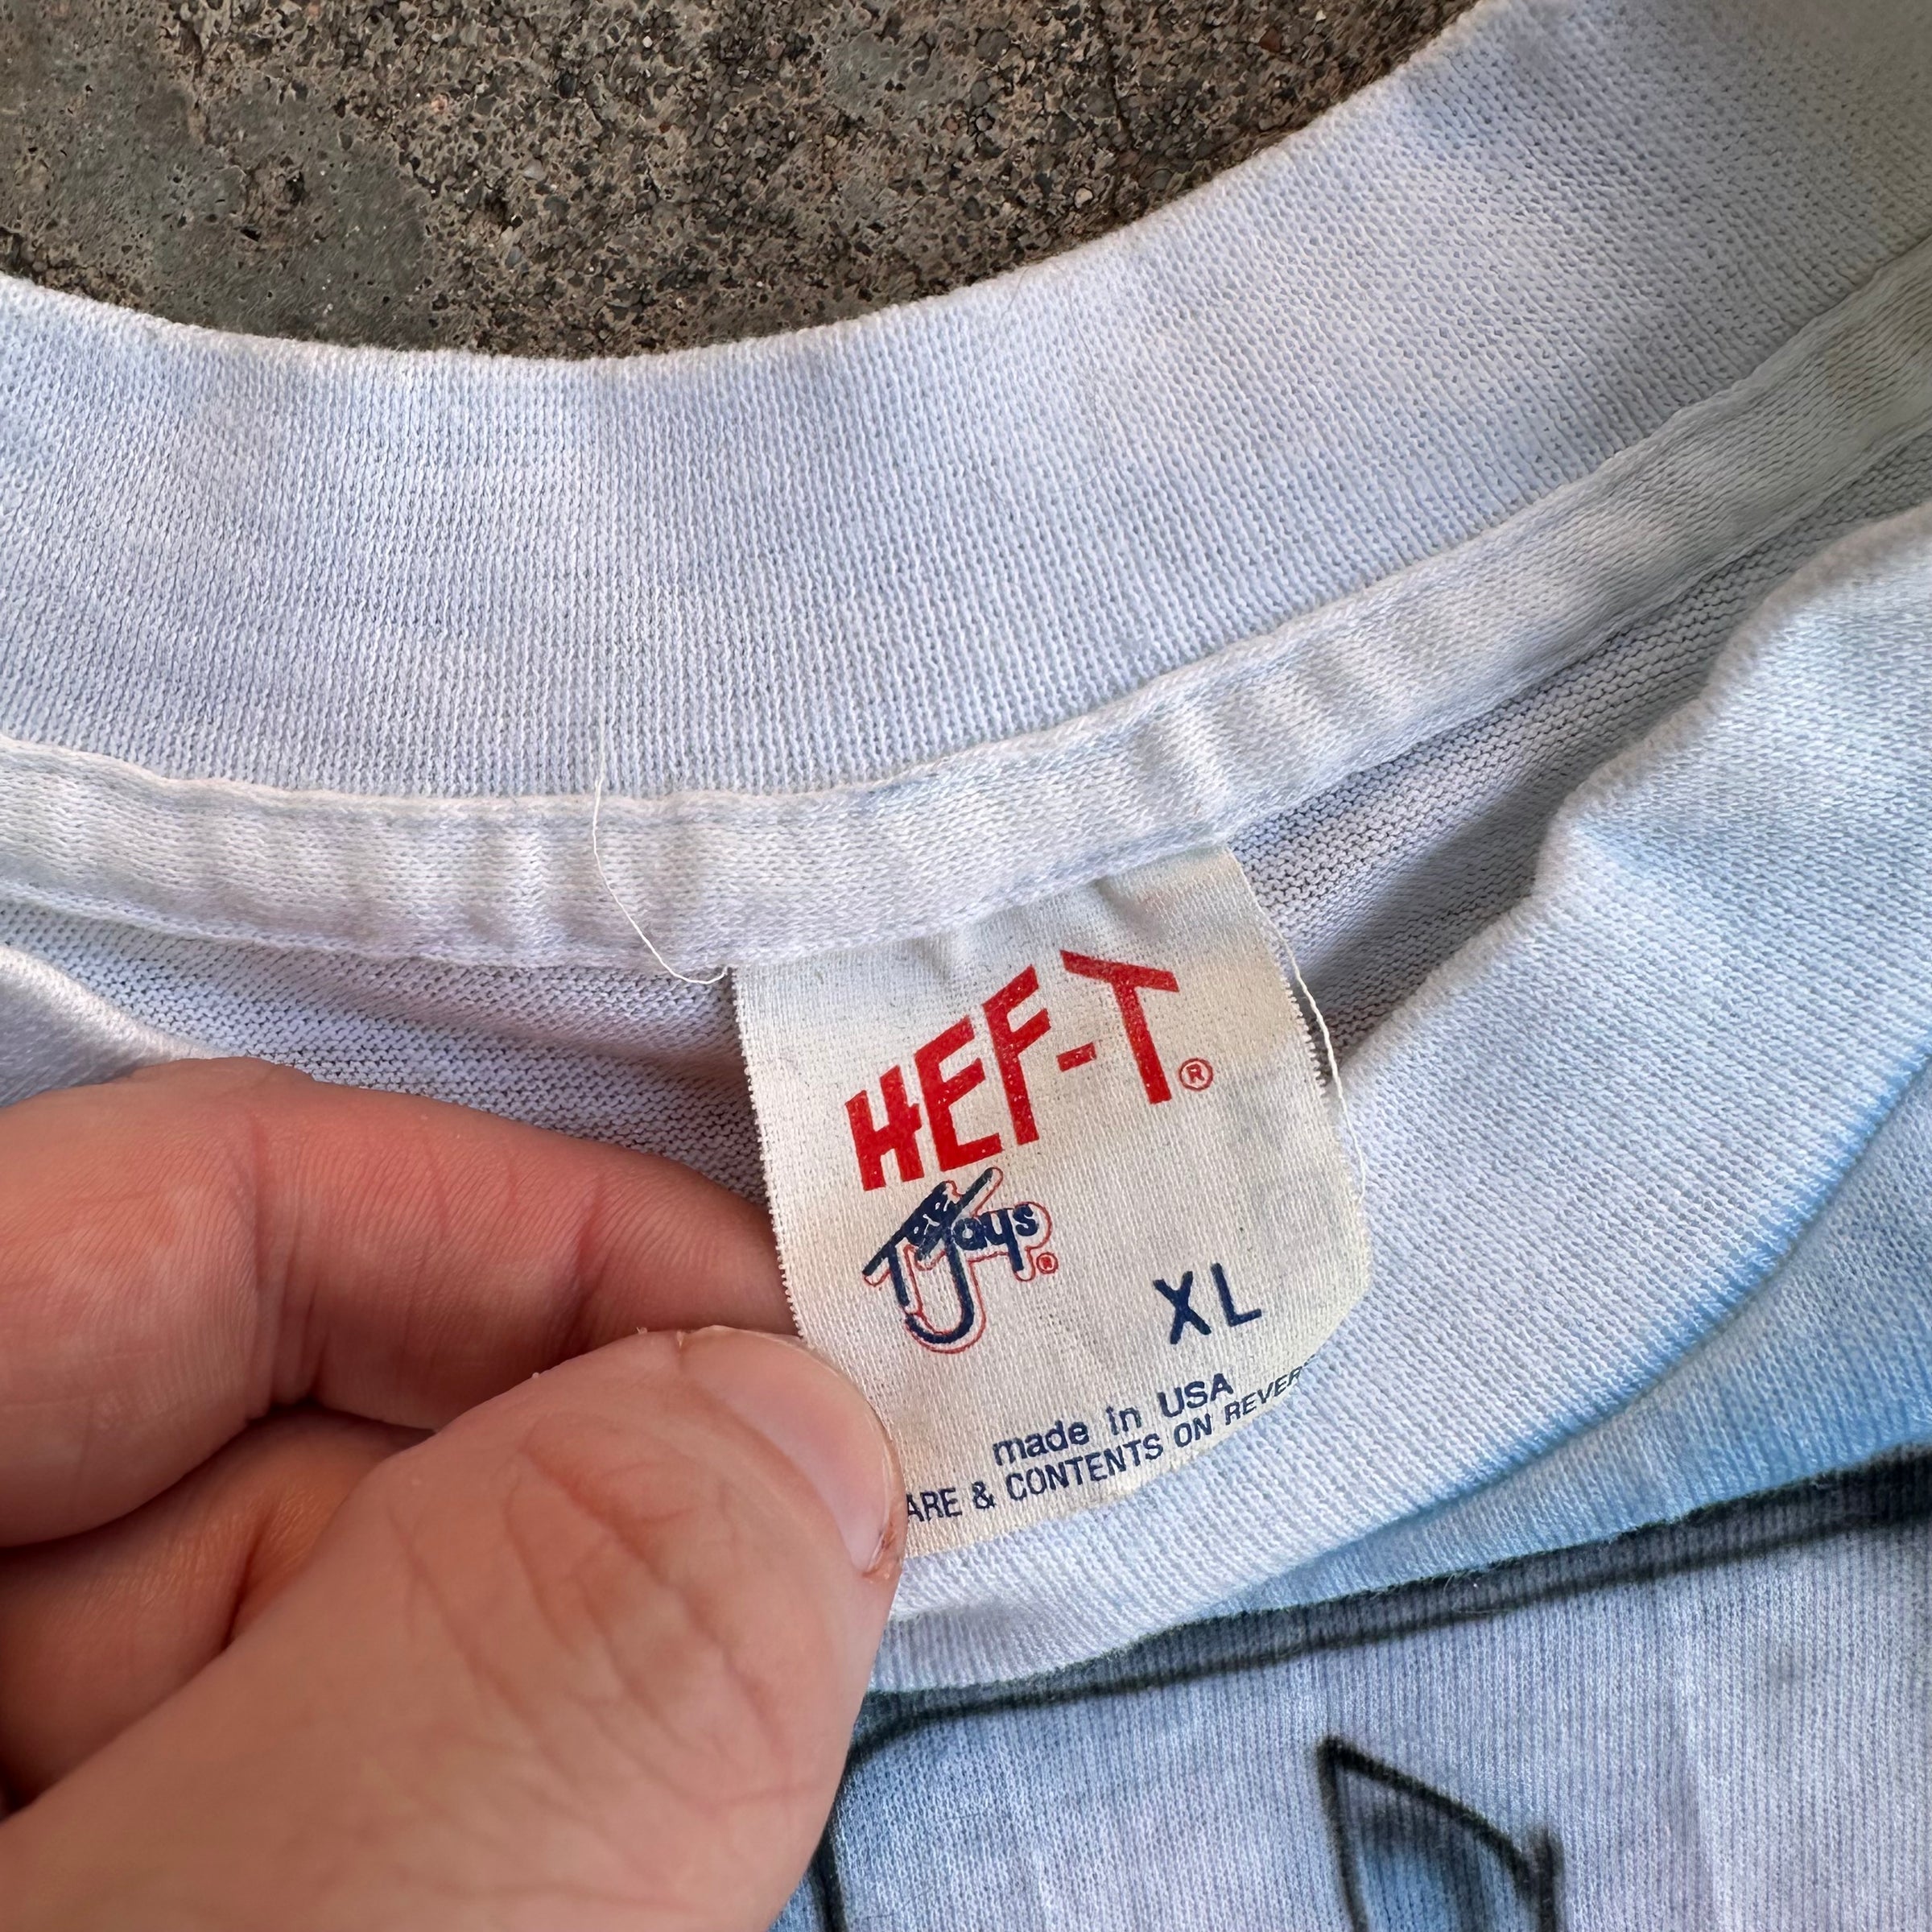 HEF-T®
Tee Jays®
XL
made in USA
ARE & CONTENTS ON REVER